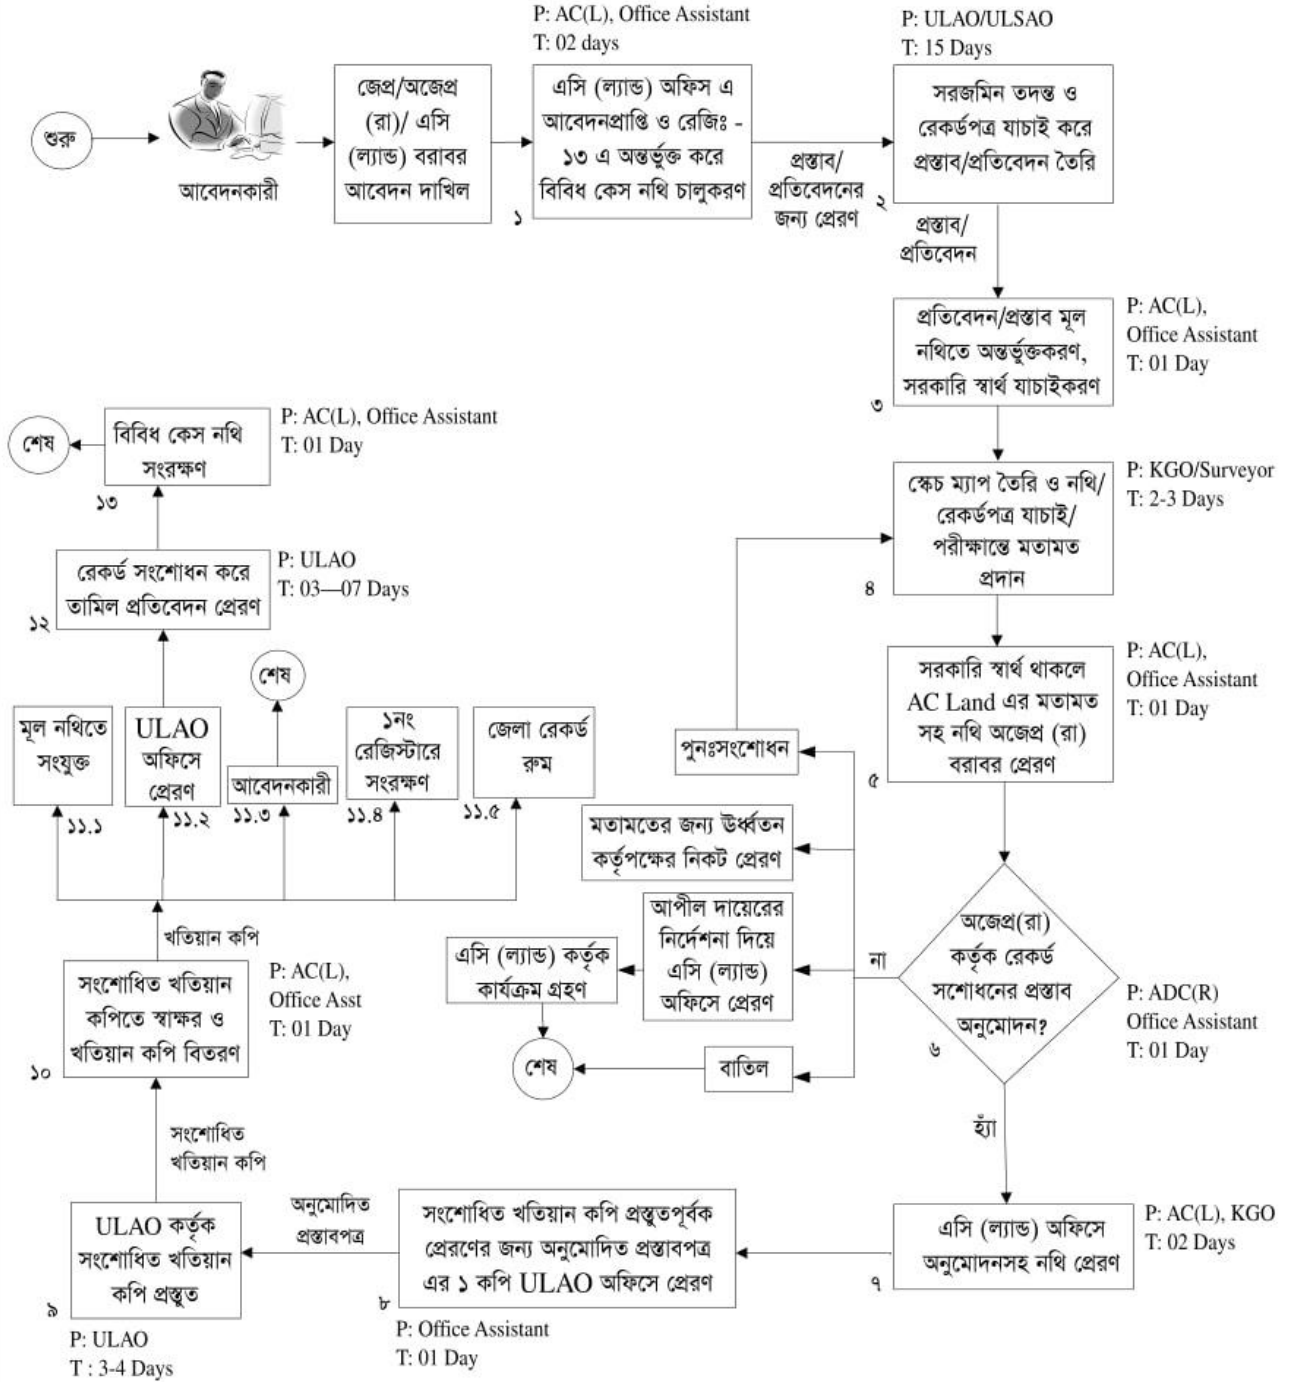 শুরু
আবেদনকারী
জেপ্র/অজেপ্র
(রা)/ এসি
(ল্যান্ড) বরাবর
আবেদন দাখিল
P: AC(L), Office Assistant
T: 02 days
এসি (ল্যান্ড) অফিস এ
আবেদনপ্রাপ্তি ও রেজিঃ -
১৩ এ অন্তর্ভুক্ত করে
বিবিধ কেস নথি চালুকরণ
১
প্রস্তাব/
প্রতিবেদনের
জন্য প্রেরণ
P: ULAO/ULSAO
T: 15 Days
সরজমিন তদন্ত ও
রেকর্ডপত্র যাচাই করে
প্রস্তাব/প্রতিবেদন তৈরি
২
প্রস্তাব/
প্রতিবেদন
প্রতিবেদন/প্রস্তাব মূল
নথিতে অন্তর্ভুক্তকরণ,
সরকারি স্বার্থ যাচাইকরণ
৩
P: AC(L),
Office Assistant
T: 01 Day
স্কেচ ম্যাপ তৈরি ও নথি/
রেকর্ডপত্র যাচাই/
পরীক্ষান্তে মতামত
প্রদান
৪
P: KGO/Surveyor
T: 2-3 Days
সরকারি স্বার্থ থাকলে
AC Land এর মতামত
সহ নথি অজেপ্র (রা)
বরাবর প্রেরণ
৫
P: AC(L),
Office Assistant
T: 01 Day
অজেপ্র(রা)
কর্তৃক রেকর্ড
সশোধনের প্রস্তাব
অনুমোদন?
৬
P: ADC(R)
Office Assistant
T: 01 Day
না
পুনঃসংশোধন
মতামতের জন্য ঊর্ধ্বতন
কর্তৃপক্ষের নিকট প্রেরণ
আপীল দায়েরের
নির্দেশনা দিয়ে
এসি (ল্যান্ড)
অফিসে প্রেরণ
এসি (ল্যান্ড) কর্তৃক
কার্যক্রম গ্রহণ
বাতিল
শেষ
হ্যাঁ
এসি (ল্যান্ড) অফিসে
অনুমোদনসহ নথি প্রেরণ
৭
P: AC(L), KGO
T: 02 Days
সংশোধিত খতিয়ান কপি প্রস্তুতপূর্বক
প্রেরণের জন্য অনুমোদিত প্রস্তাবপত্র
এর ১ কপি ULAO অফিসে প্রেরণ
৮
P: Office Assistant
T: 01 Day
অনুমোদিত
প্রস্তাবপত্র
ULAO কর্তৃক
সংশোধিত খতিয়ান
কপি প্রস্তুত
৯
P: ULAO
T : 3-4 Days
সংশোধিত
খতিয়ান কপি
সংশোধিত খতিয়ান
কপিতে স্বাক্ষর ও
খতিয়ান কপি বিতরণ
১০
P: AC(L),
Office Asst
T: 01 Day
খতিয়ান কপি
মূল নথিতে
সংযুক্ত
১১.১
ULAO
অফিসে
প্রেরণ
১১.২
আবেদনকারী
১১.৩
শেষ
১নং
রেজিস্টারে
সংরক্ষণ
১১.৪
জেলা রেকর্ড
রুম
১১.৫
রেকর্ড সংশোধন করে
তামিল প্রতিবেদন প্রেরণ
১২
P: ULAO
T: 03—07 Days
বিবিধ কেস নথি
সংরক্ষণ
১৩
P: AC(L), Office Assistant
T: 01 Day
শেষ